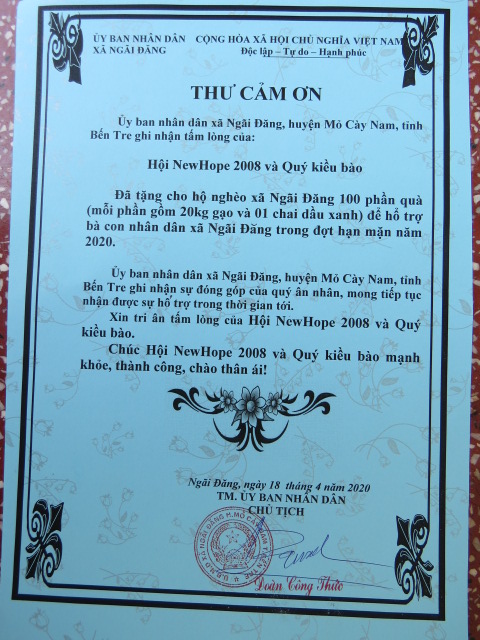 ỦY BAN NHÂN DÂN CỘNG HÒA XÃ HỘI CHỦ NGHĨA VIỆT NAM
XÃ NGÃI ĐĂNG Độc lập – Tự do – Hạnh phúc
THƯ CẢM ƠN
Ủy ban nhân dân xã Ngãi Đăng, huyện Mỏ Cày Nam, tỉnh
Bến Tre ghi nhận tấm lòng của:
Hội NewHope 2008 và Quý kiều bào
Đã tặng cho hộ nghèo xã Ngãi Đăng 100 phần quà
(mỗi phần gồm 20kg gạo và 01 chai dầu xanh) để hỗ trợ
bà con nhân dân xã Ngãi Đăng trong đợt hạn mặn năm
2020.
Ủy ban nhân dân xã Ngãi Đăng, huyện Mỏ Cày Nam, tỉnh
Bến Tre ghi nhận sự đóng góp của quý ân nhân, mong tiếp tục
nhận được sự hổ trợ trong thời gian tới.
Xin tri ân tấm lòng của Hội NewHope 2008 và Quý
kiều bào.
Chúc Hội NewHope 2008 và Quý kiều bào mạnh
khỏe, thành công, chào thân ái!
Ngãi Đăng, ngày 18 tháng 4 năm 2020
TM. ỦY BAN NHÂN DÂN
CHỦ TỊCH
Đoàn Công Thức